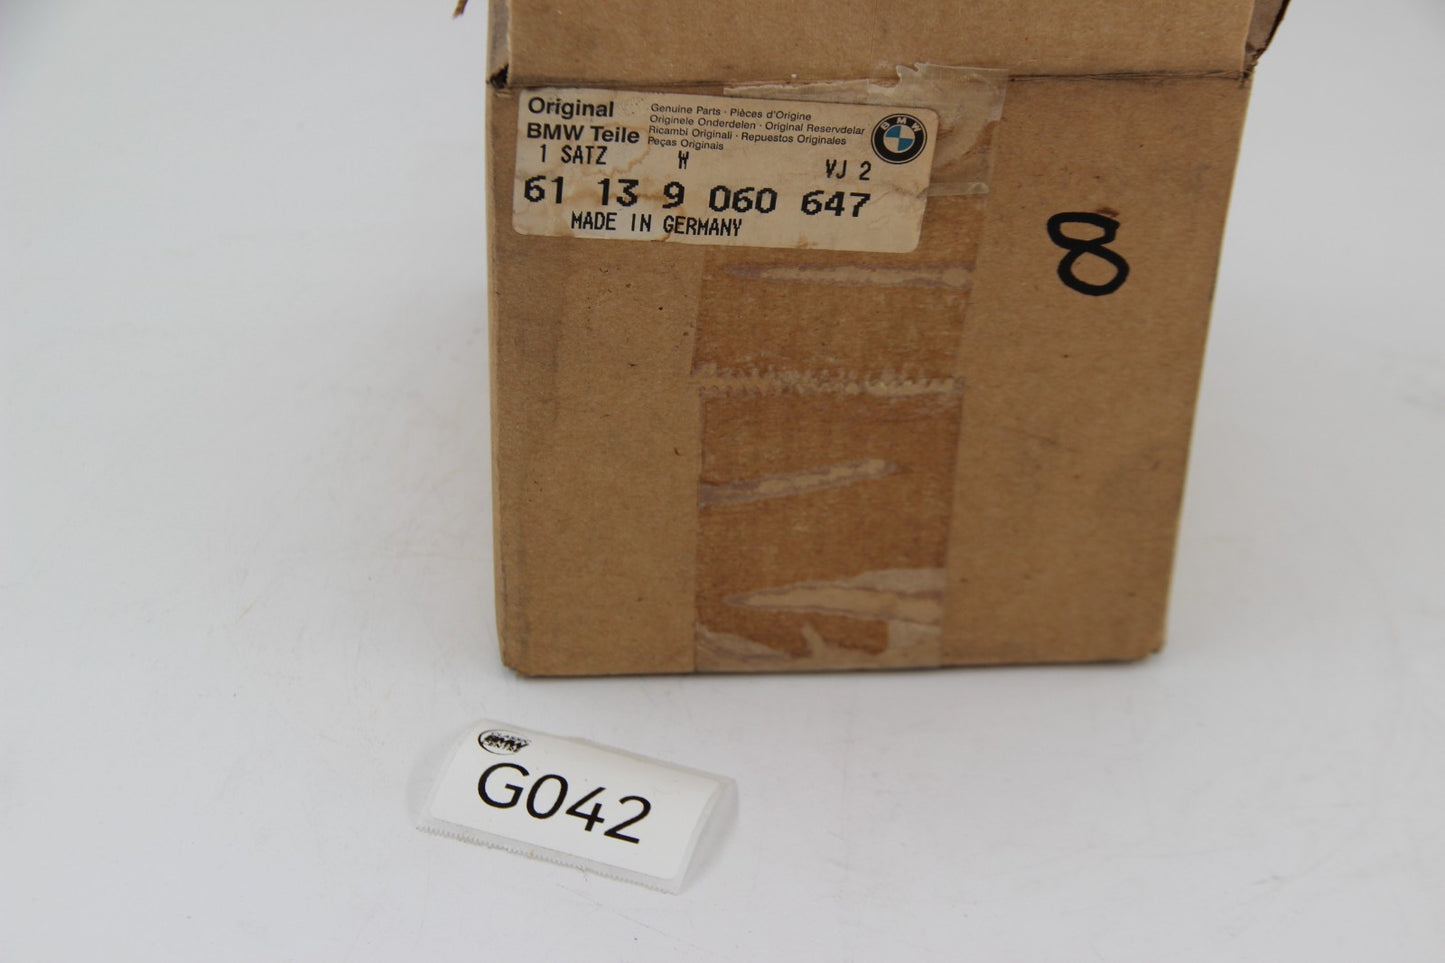 Original
BMW Teile
Genuine Parts · Pièces d'Origine
Originele Onderdelen · Original Reservdelar
Ricambi Originali · Repuestos Originales
Peças Originais
BMW
1 SATZ W VJ 2
61 13 9 060 647
MADE IN GERMANY
8
G042